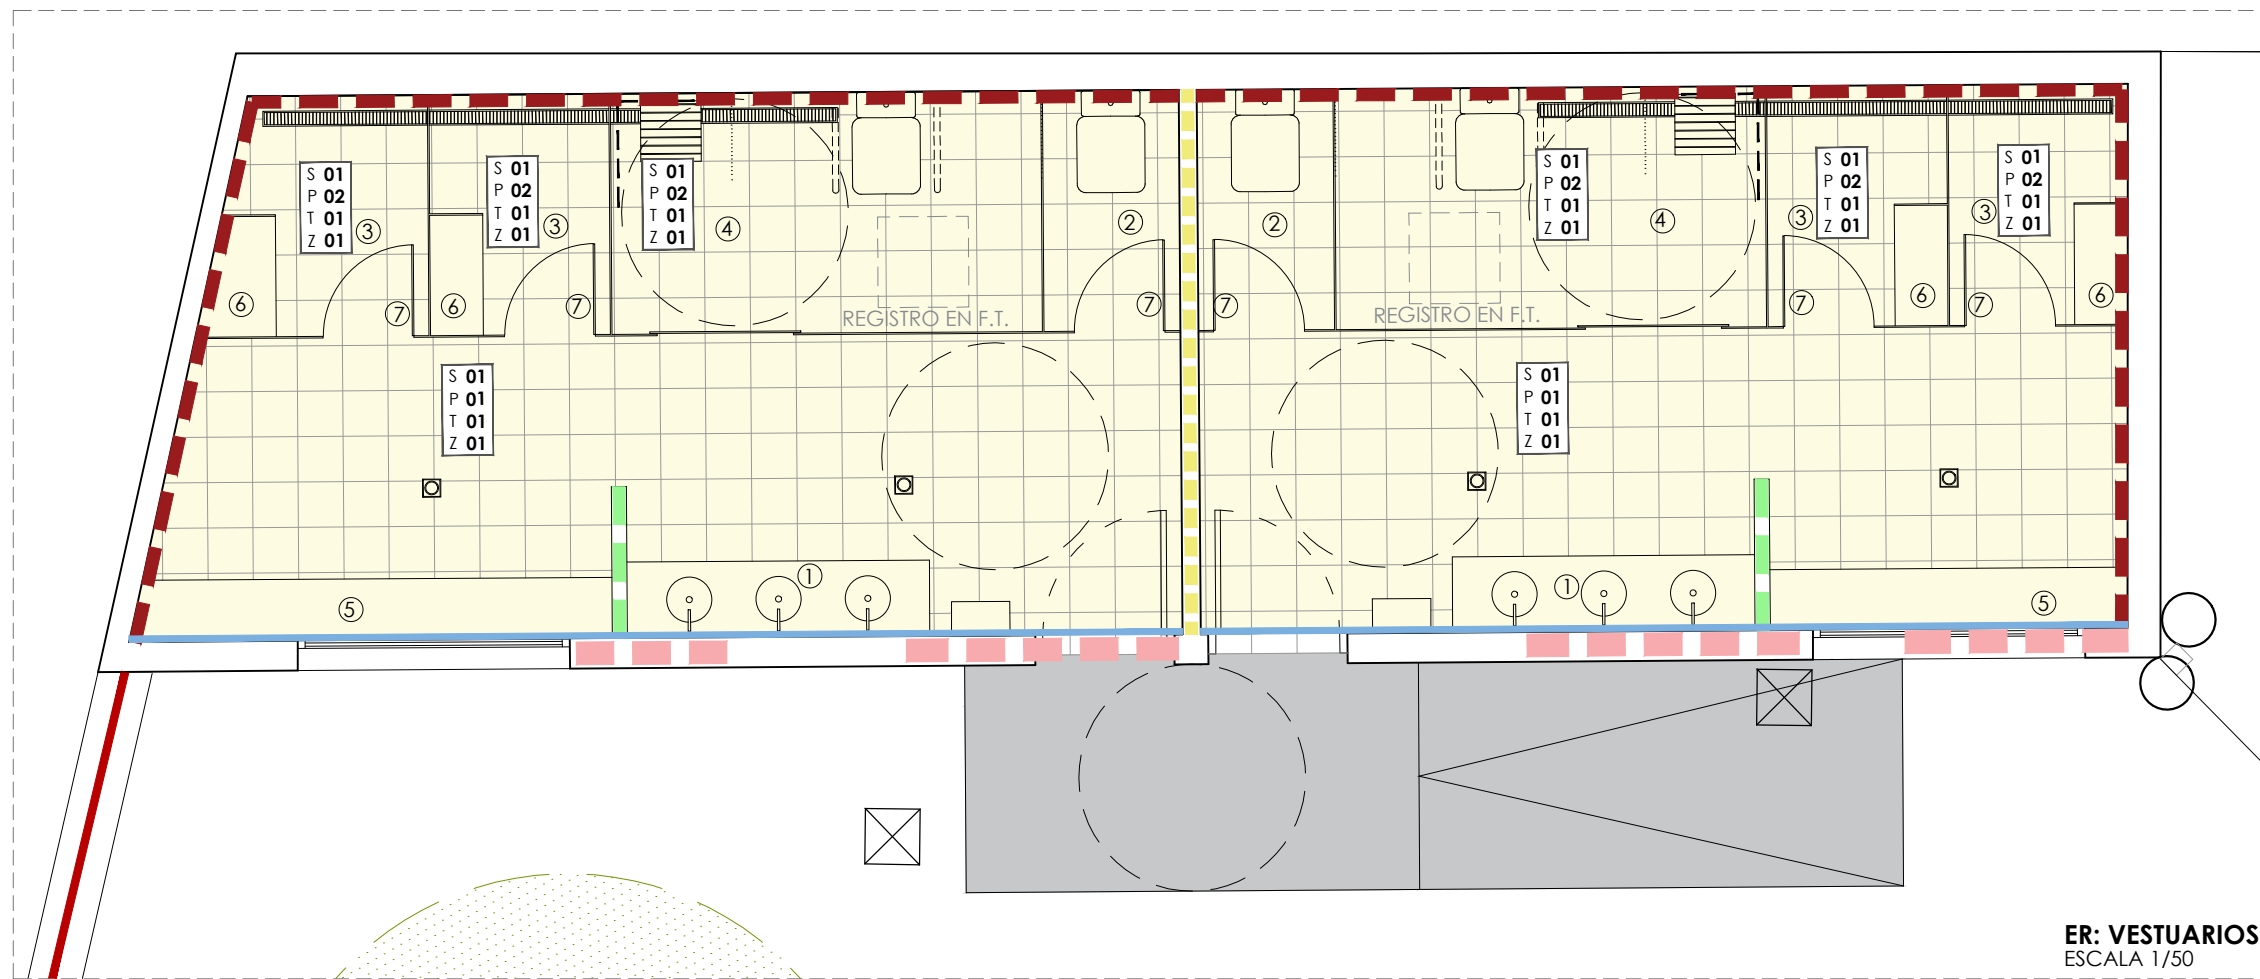 S 01
P 02
T 01
Z 01
③
S 01
P 02
T 01
Z 01
③
S 01
P 02
T 01
Z 01
④
②
②
S 01
P 02
T 01
Z 01
④
③
S 01
P 02
T 01
Z 01
③
S 01
P 02
T 01
Z 01
⑥
⑦
⑥
⑦
REGISTRO EN F.T.
⑦
⑦
REGISTRO EN F.T.
⑦
⑥
⑦
⑥
S 01
P 01
T 01
Z 01
S 01
P 01
T 01
Z 01
⑤
①
①
⑤
ER: VESTUARIOS
ESCALA 1/50